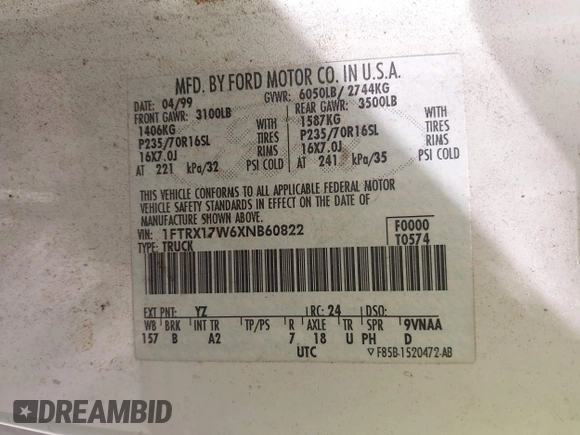 MFD. BY FORD MOTOR CO. IN U.S.A.
DATE: 04/99 GVWR: 6050LB/ 2744KG
FRONT GAWR: 3100LB REAR GAWR: 3500LB
1406KG WITH 1587KG WITH
P235/70R16SL TIRES P235/70R16SL TIRES
16X7.0J RIMS 16X7.0J RIMS
AT 221 kPa/32 PSI COLD AT 241 kPa/35 PSI COLD
THIS VEHICLE CONFORMS TO ALL APPLICABLE FEDERAL MOTOR
VEHICLE SAFETY STANDARDS IN EFFECT ON THE DATE OF
MANUFACTURE SHOWN ABOVE.
VIN: 1FTRX17W6XNB60822 F0000
TYPE: TRUCK T0574
EXT PNT: YZ RC: 24 DSO:
WB BRK INT TR TP/PS R AXLE TR SPR 9VNAA
157 B A2 7 18 U PH D
UTC ▽F85B-1520472-AB
DREAMBID